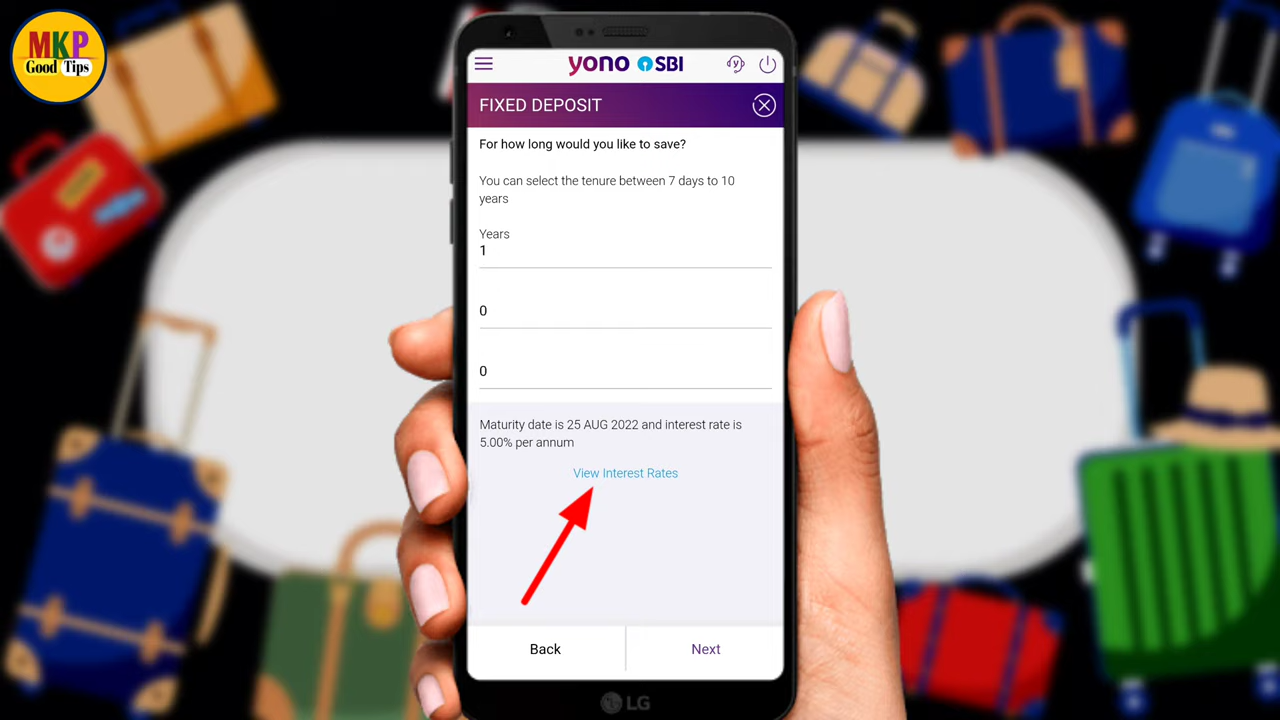 MKP
Good Tips
yono SBI
FIXED DEPOSIT
For how long would you like to save?
You can select the tenure between 7 days to 10
years
Years
1
0
0
Maturity date is 25 AUG 2022 and interest rate is
5.00% per annum
View Interest Rates
Back
Next
LG